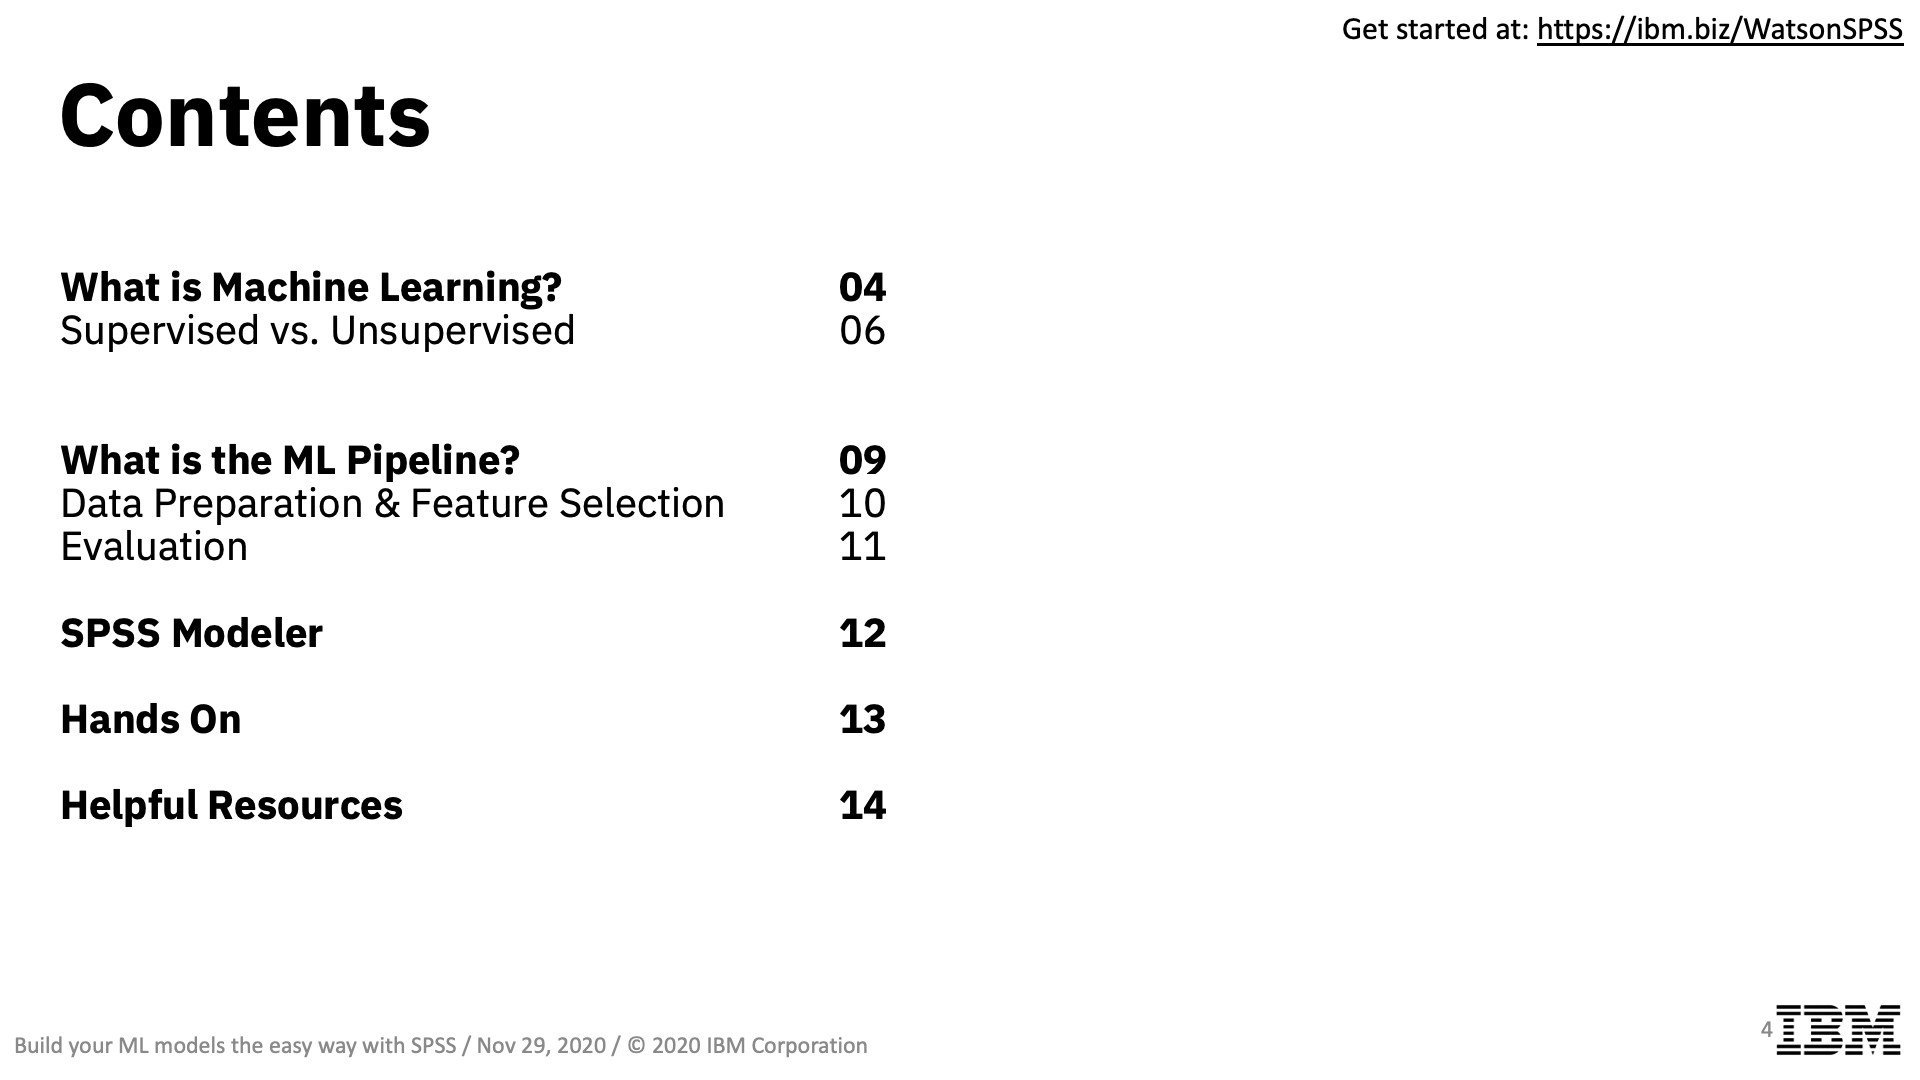 Get started at: https://ibm.biz/WatsonSPSS
Contents
What is Machine Learning? 04
Supervised vs. Unsupervised 06
What is the ML Pipeline? 09
Data Preparation & Feature Selection 10
Evaluation 11
SPSS Modeler 12
Hands On 13
Helpful Resources 14
Build your ML models the easy way with SPSS / Nov 29, 2020 / © 2020 IBM Corporation
4 IBM